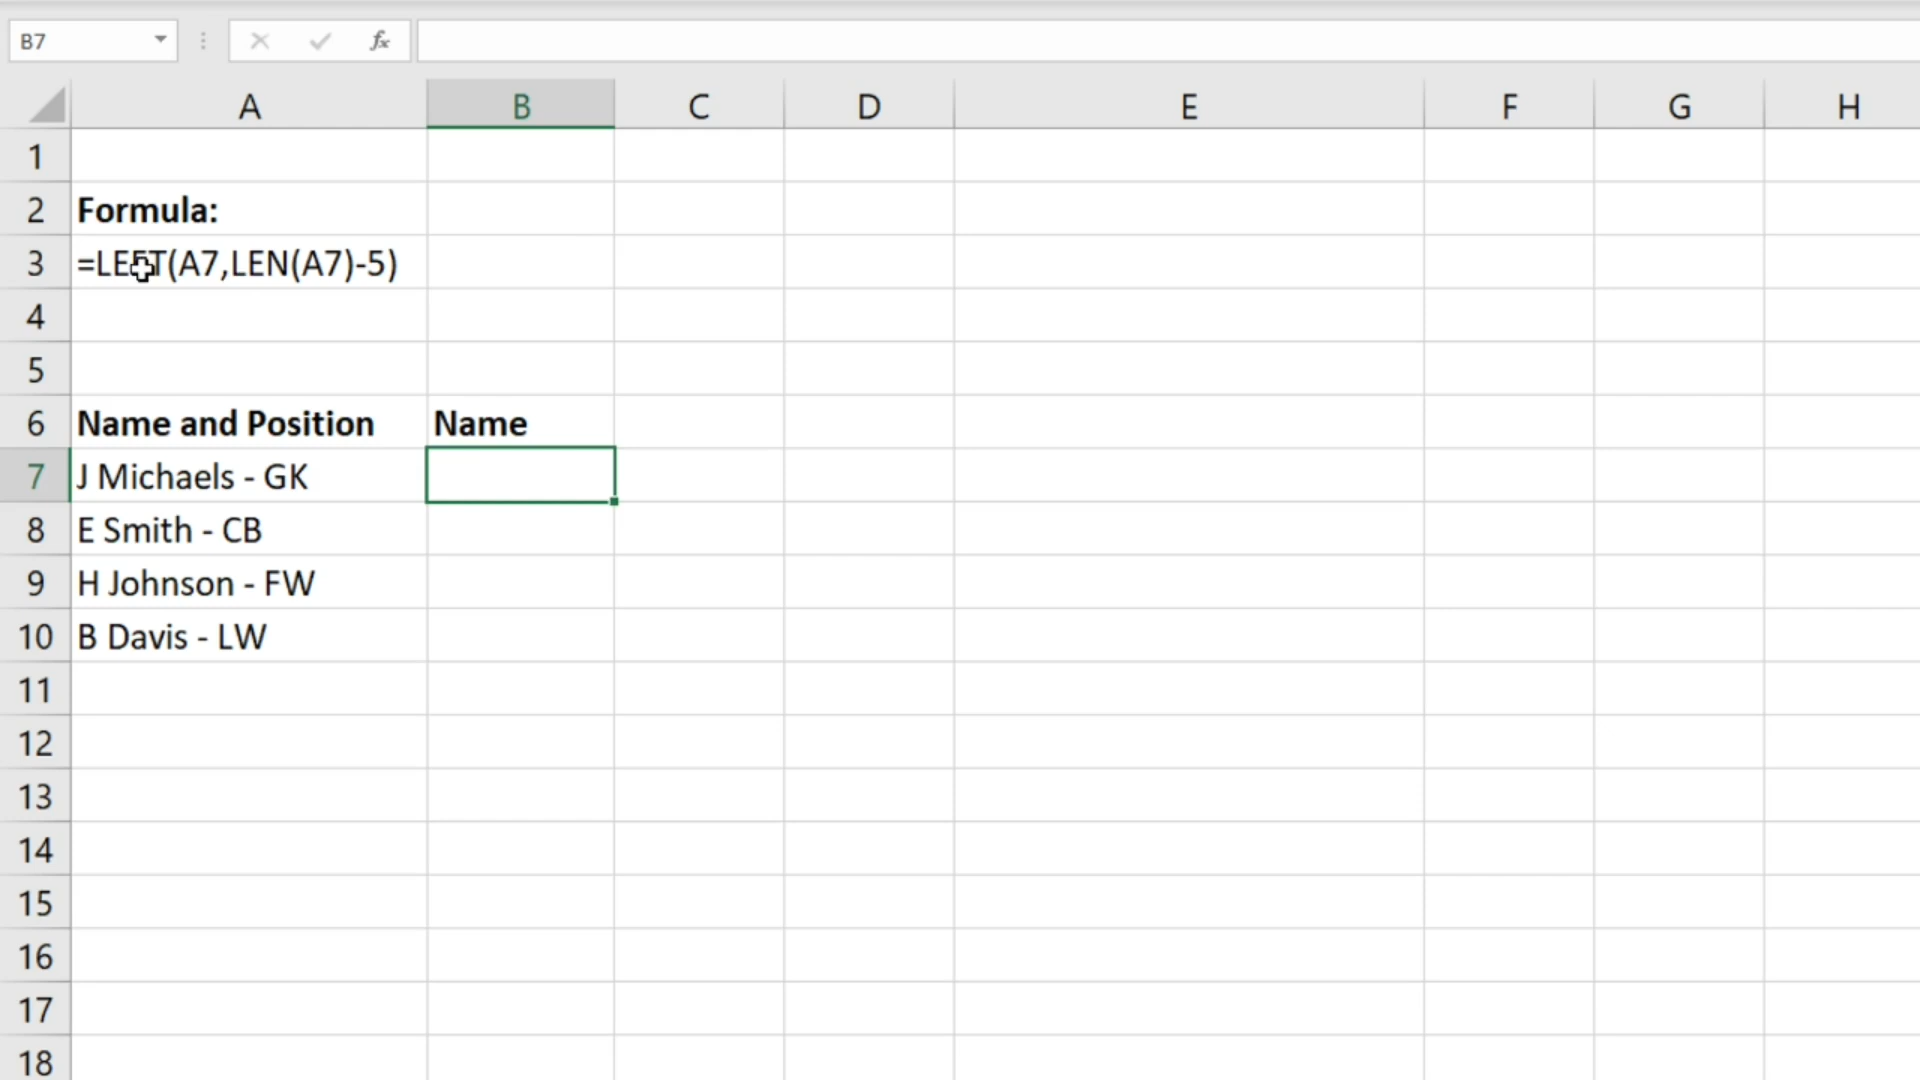 B7 fx
A B C D E F G H
1
2 Formula:
3 =LEFT(A7,LEN(A7)-5)
4
5
6 Name and Position Name
7 J Michaels - GK
8 E Smith - CB
9 H Johnson - FW
10 B Davis - LW
11
12
13
14
15
16
17
18